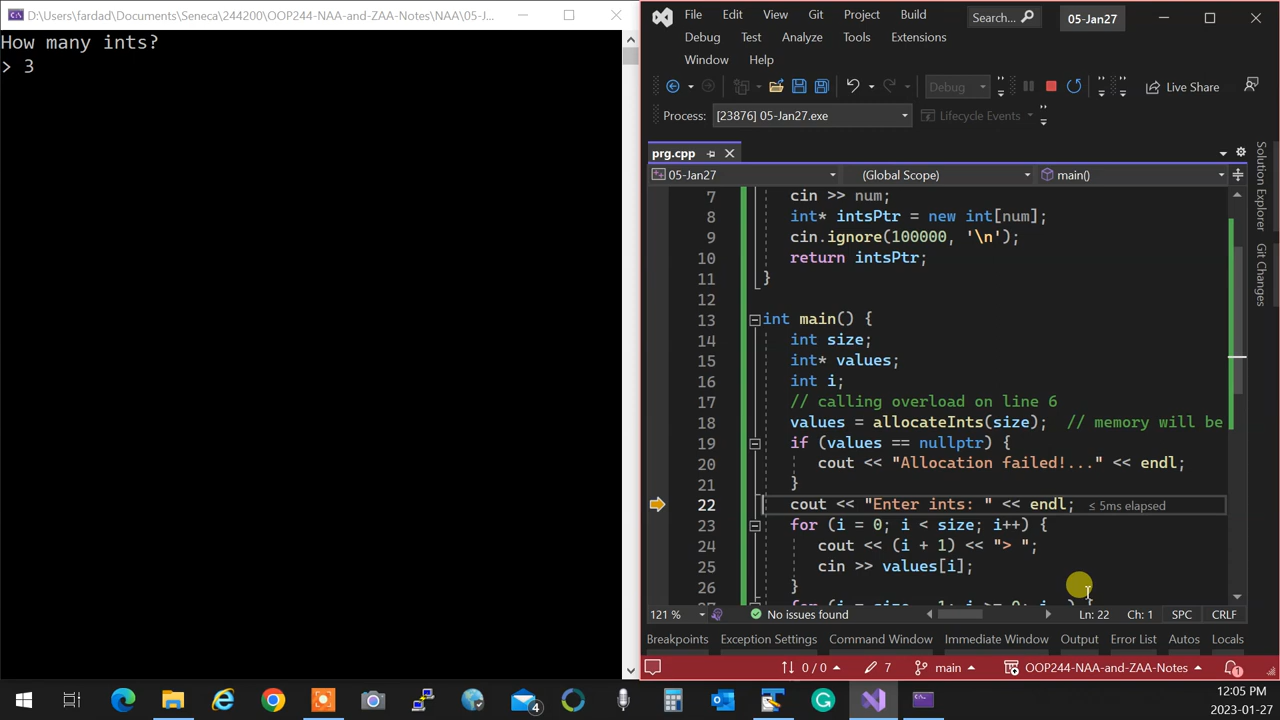 D:\Users\fardad\Documents\Seneca\244200\OOP244-NAA-and-ZAA-Notes\NAA\05-J...
How many ints?
> 3
File Edit View Git Project Build Search... 05-Jan27
Debug Test Analyze Tools Extensions
Window Help
Debug Live Share
Process: [23876] 05-Jan27.exe Lifecycle Events
prg.cpp
05-Jan27 (Global Scope) main()
7 cin >> num;
8 int* intsPtr = new int[num];
9 cin.ignore(100000, '\n');
10 return intsPtr;
11 }
12
13 int main() {
14 int size;
15 int* values;
16 int i;
17 // calling overload on line 6
18 values = allocateInts(size); // memory will be
19 if (values == nullptr) {
20 cout << "Allocation failed!..." << endl;
21 }
22 cout << "Enter ints: " << endl; ≤ 5ms elapsed
23 for (i = 0; i < size; i++) {
24 cout << (i + 1) << "> ";
25 cin >> values[i];
26 }
Solution Explorer
Git Changes
121 % No issues found Ln: 22 Ch: 1 SPC CRLF
Breakpoints Exception Settings Command Window Immediate Window Output Error List Autos Locals
0 / 0 7 main OOP244-NAA-and-ZAA-Notes 1
4
12:05 PM
2023-01-27